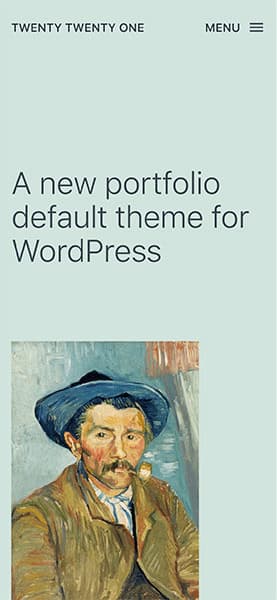 TWENTY TWENTY ONE MENU
A new portfolio
default theme for
WordPress